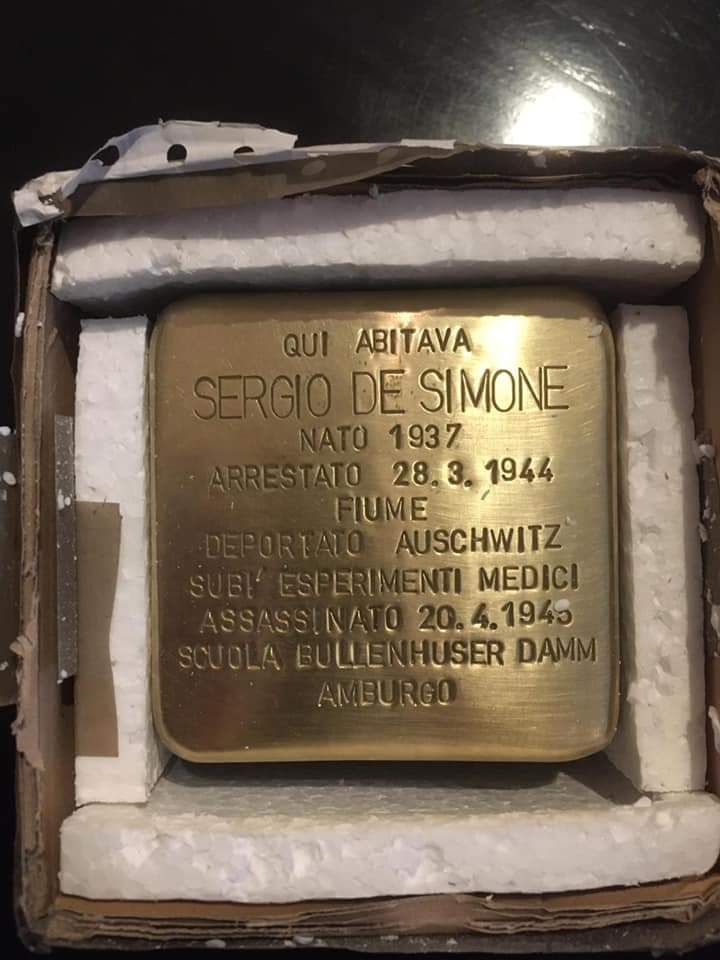 QUI ABITAVA
SERGIO DE SIMONE
NATO 1937
ARRESTATO 28.3.1944
FIUME
DEPORTATO AUSCHWITZ
SUBI' ESPERIMENTI MEDICI
ASSASSINATO 20.4.1945
SCUOLA BULLENHUSER DAMM
AMBURGO